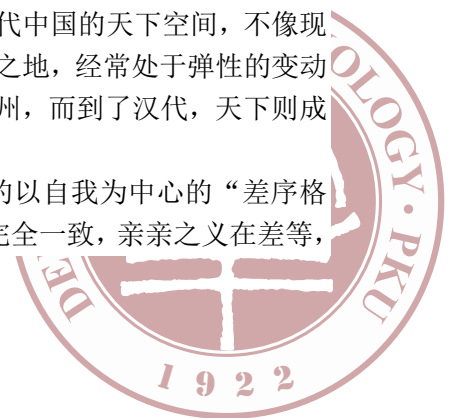 代中国的天下空间，不像现
之地，经常处于弹性的变动
州，而到了汉代，天下则成
的以自我为中心的“差序格
完全一致，亲亲之义在差等，
OLOGY · PKU
DE
1922